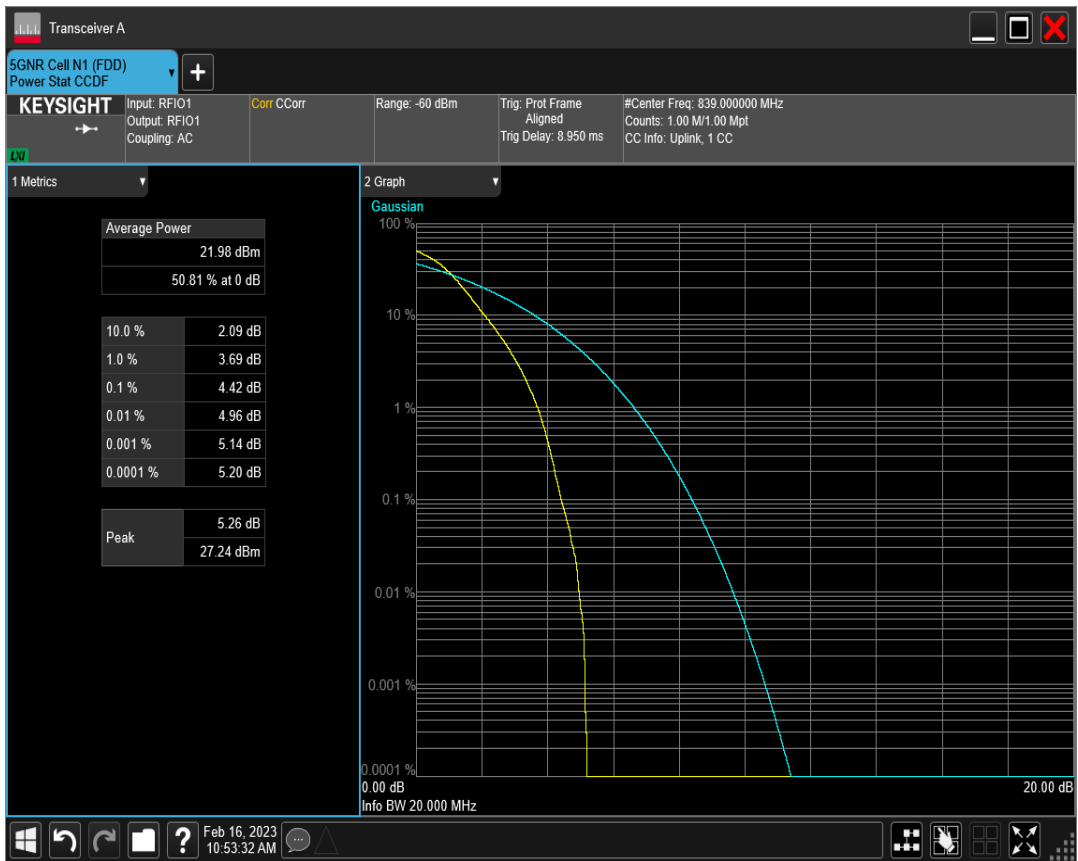 Transceiver A
5GNR Cell N1 (FDD)
Power Stat CCDF
+
KEYSIGHT
LXI
Input: RFIO1
Output: RFIO1
Coupling: AC
Corr CCorr
Range: -60 dBm
Trig: Prot Frame
Aligned
Trig Delay: 8.950 ms
#Center Freq: 839.000000 MHz
Counts: 1.00 M/1.00 Mpt
CC Info: Uplink, 1 CC
1 Metrics
Average Power
21.98 dBm
50.81 % at 0 dB
10.0 % 2.09 dB
1.0 % 3.69 dB
0.1 % 4.42 dB
0.01 % 4.96 dB
0.001 % 5.14 dB
0.0001 % 5.20 dB
Peak 5.26 dB
27.24 dBm
2 Graph
Gaussian
100 %
10 %
1 %
0.1 %
0.01 %
0.001 %
0.0001 %
0.00 dB 20.00 dB
Info BW 20.000 MHz
?
Feb 16, 2023
10:53:32 AM